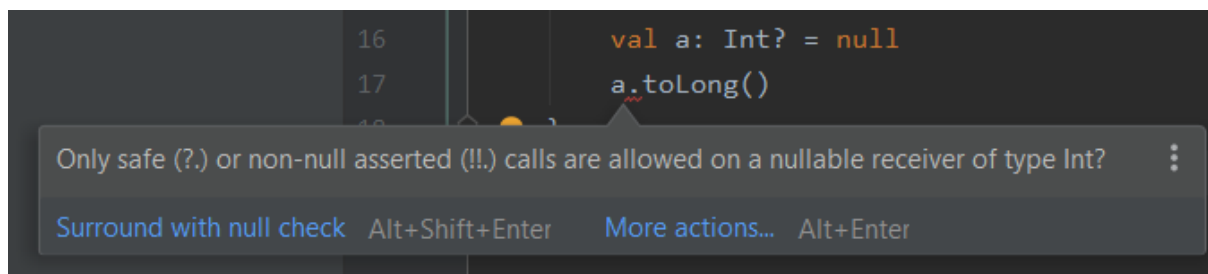 16 val a: Int? = null
17 a.toLong()
Only safe (?.) or non-null asserted (!!.) calls are allowed on a nullable receiver of type Int?
Surround with null check Alt+Shift+Enter More actions... Alt+Enter